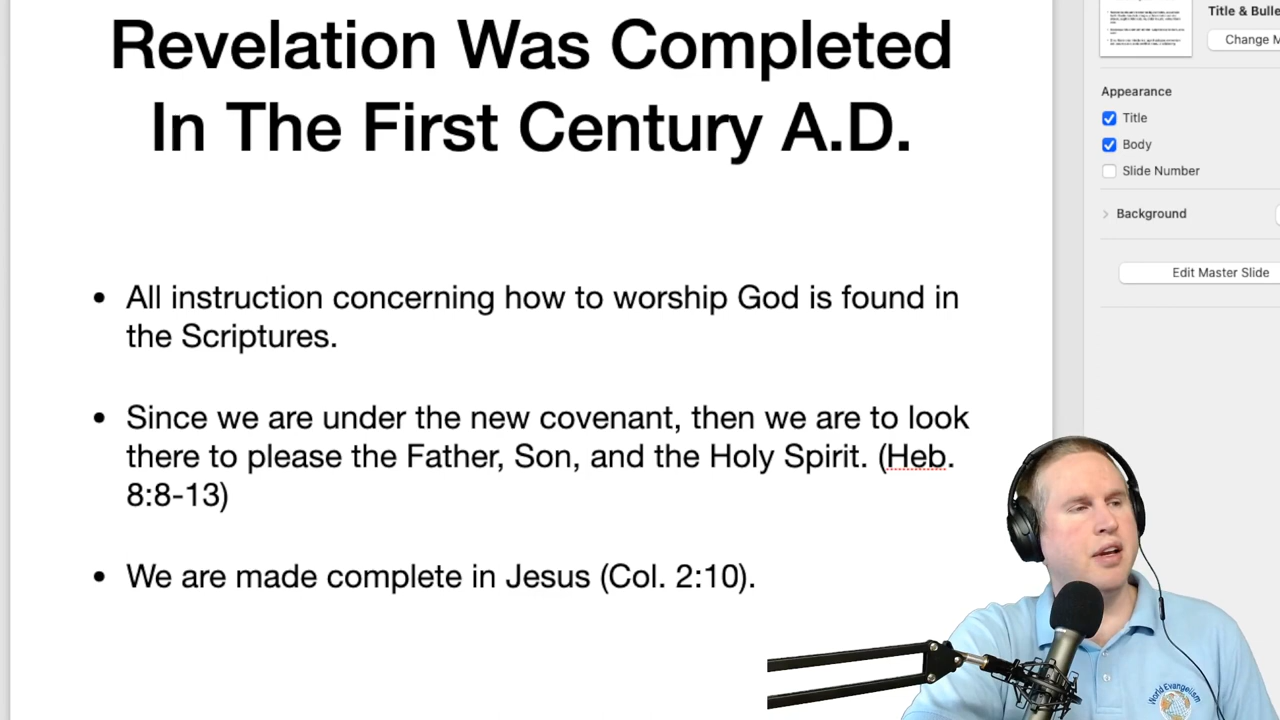 Revelation Was Completed
In The First Century A.D.
• All instruction concerning how to worship God is found in
the Scriptures.
• Since we are under the new covenant, then we are to look
there to please the Father, Son, and the Holy Spirit. (Heb.
8:8-13)
• We are made complete in Jesus (Col. 2:10).
Title & Bulle
Change M
Appearance
Title
Body
Slide Number
Background
Edit Master Slide
World Evangelism